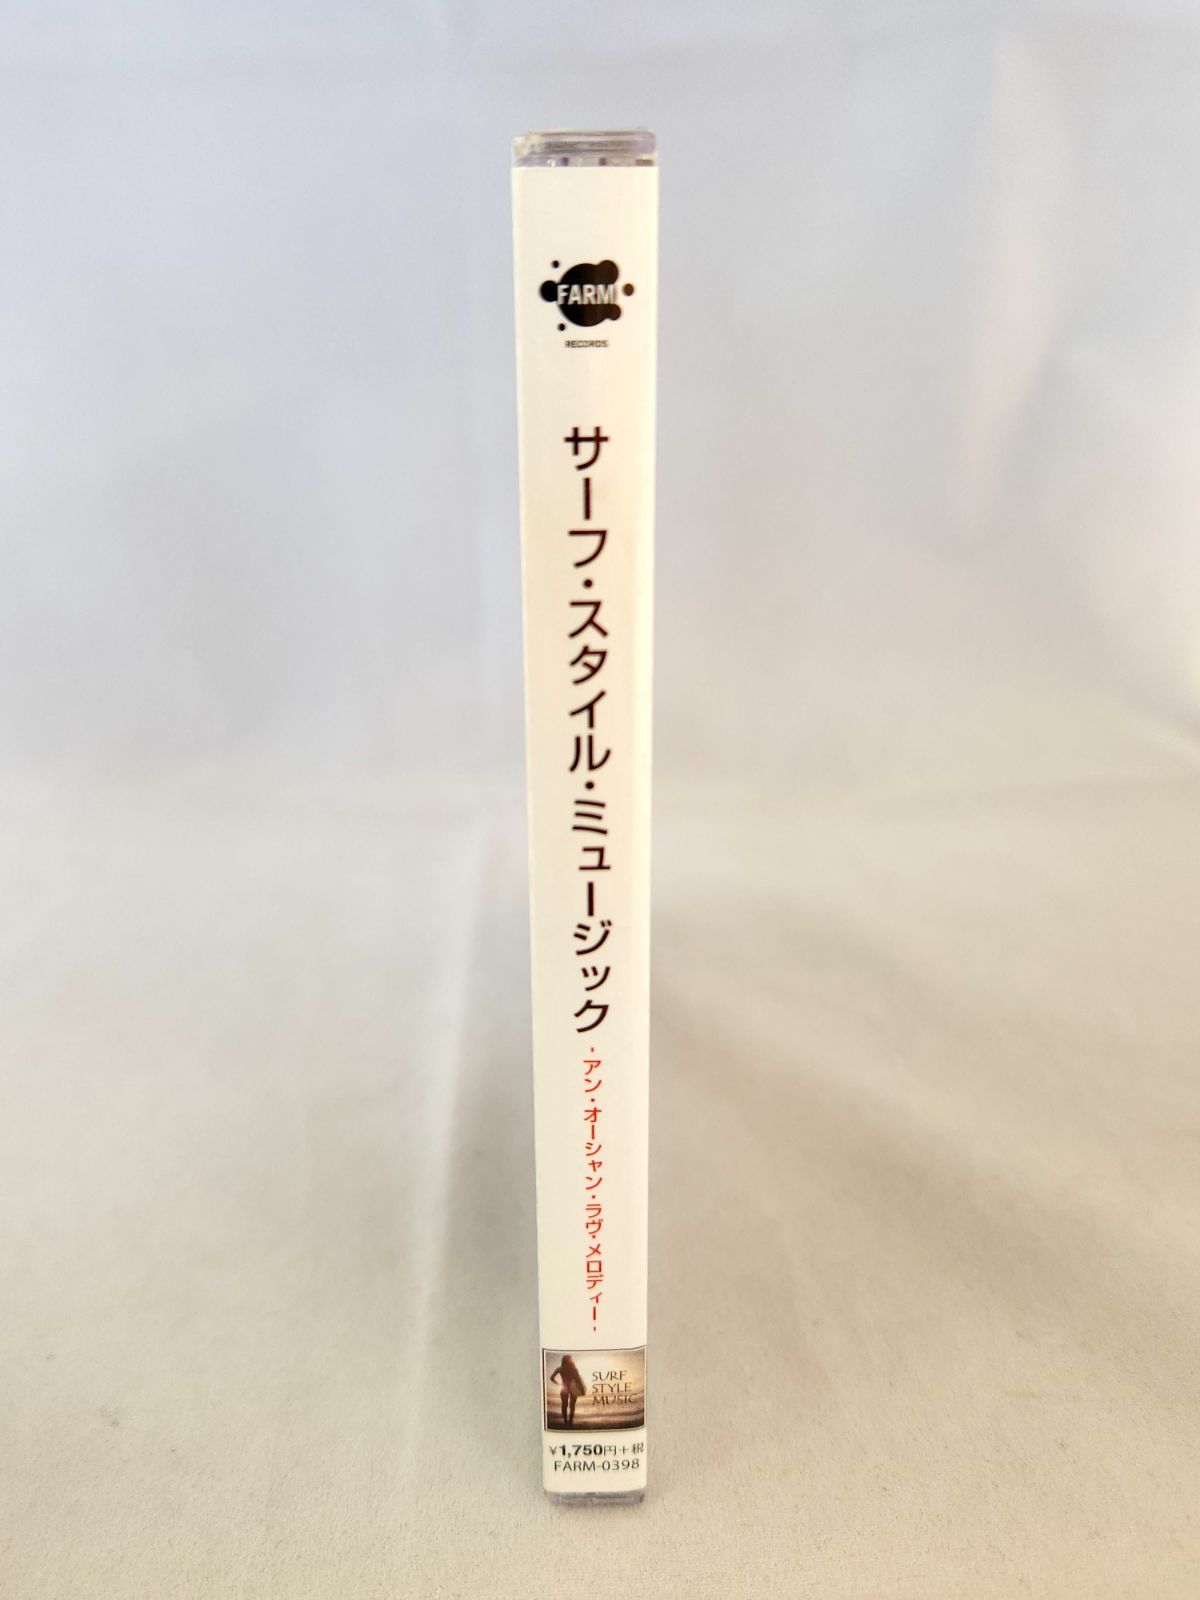 FARM
RECORDS
サーフ・スタイル・ミュージック
-アン・オーシャン・ラヴ・メロディー-
SURF
STYLE
MUSIC
¥1,750円+税
FARM-0398